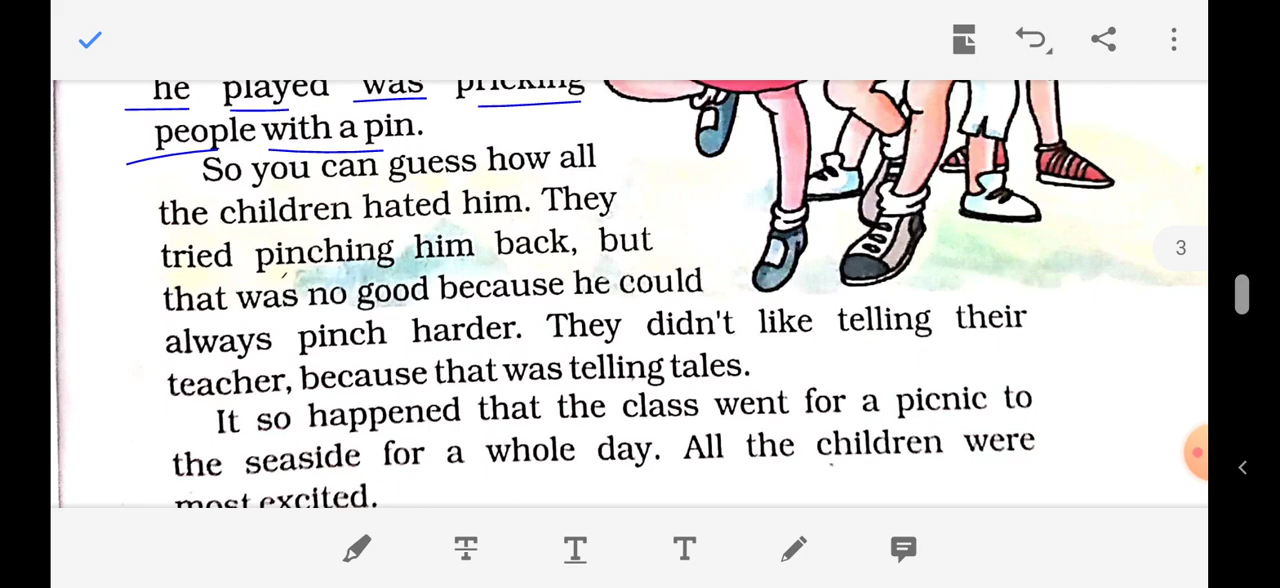 he played was pricking
people with a pin.
So you can guess how all
the children hated him. They
tried pinching him back, but
that was no good because he could
always pinch harder. They didn't like telling their
teacher, because that was telling tales.
It so happened that the class went for a picnic to
the seaside for a whole day. All the children were
most excited.
3
T
T
T